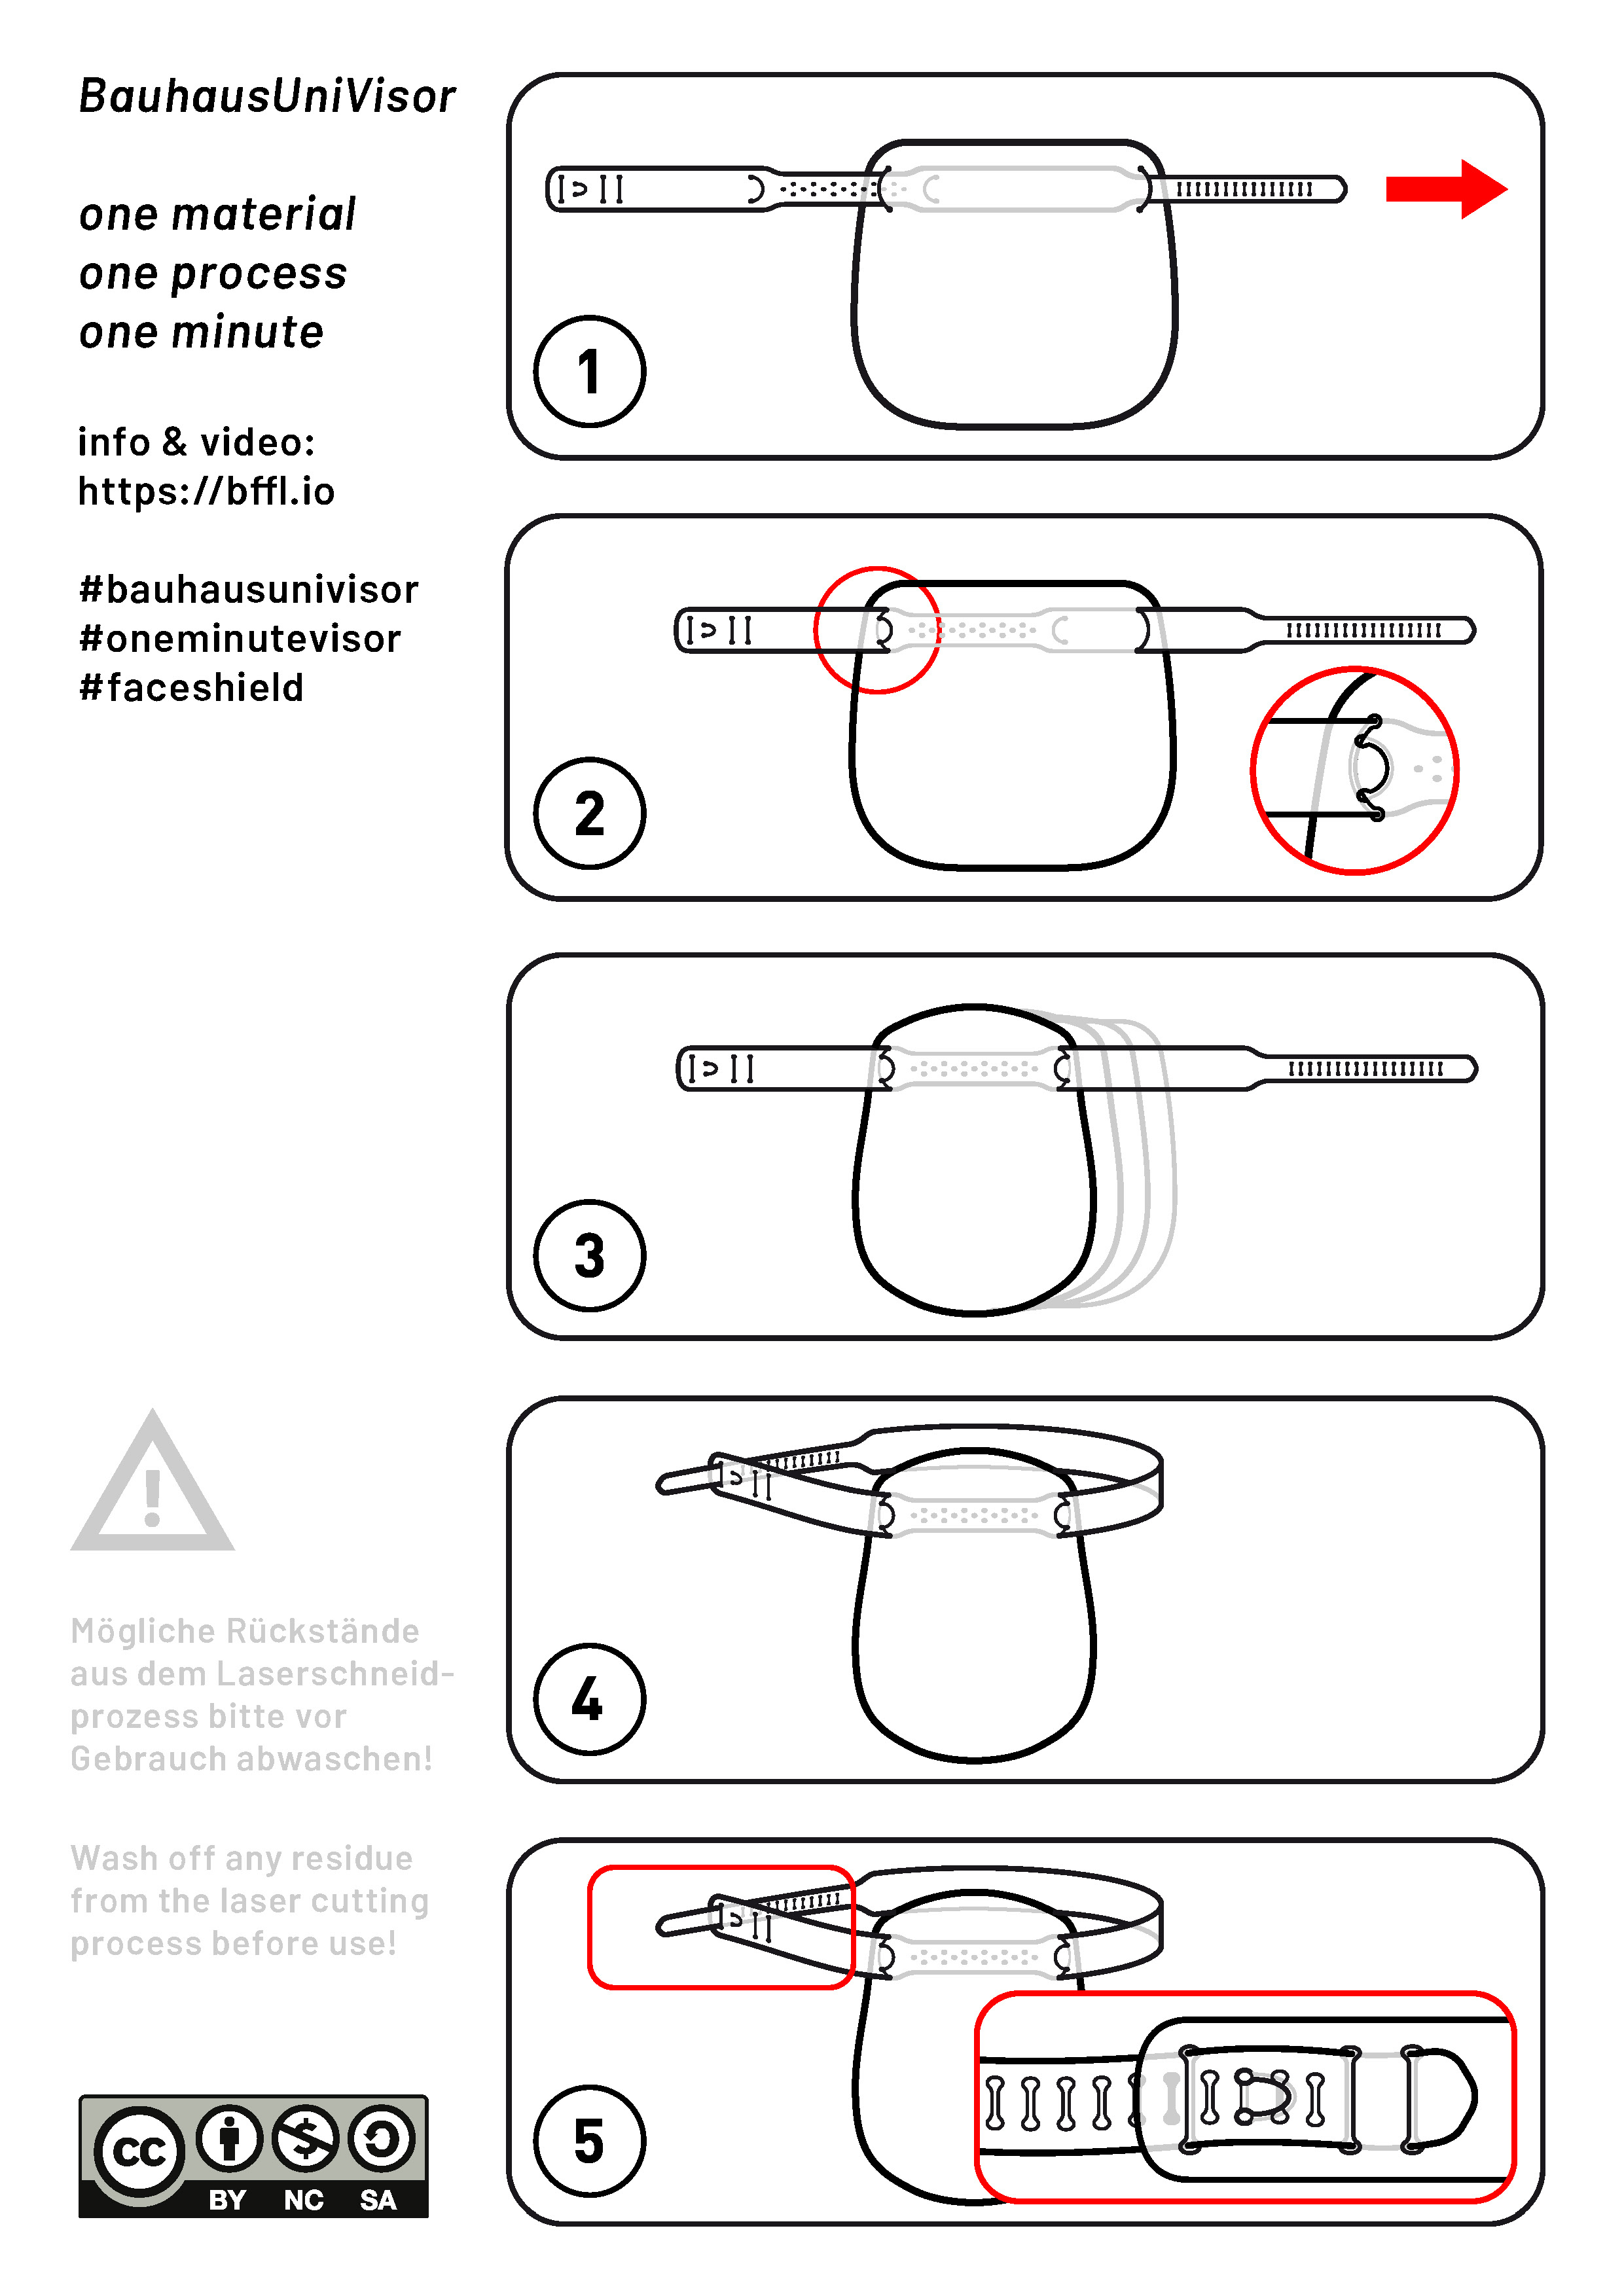 BauhausUniVisor
one material
one process
one minute
info & video:
https://bffl.io
#bauhausunivisor
#oneminutevisor
#faceshield
1
2
3
4
5
!
Mögliche Rückstände
aus dem Laserschneid-
prozess bitte vor
Gebrauch abwaschen!
Wash off any residue
from the laser cutting
process before use!
CC
BY NC SA